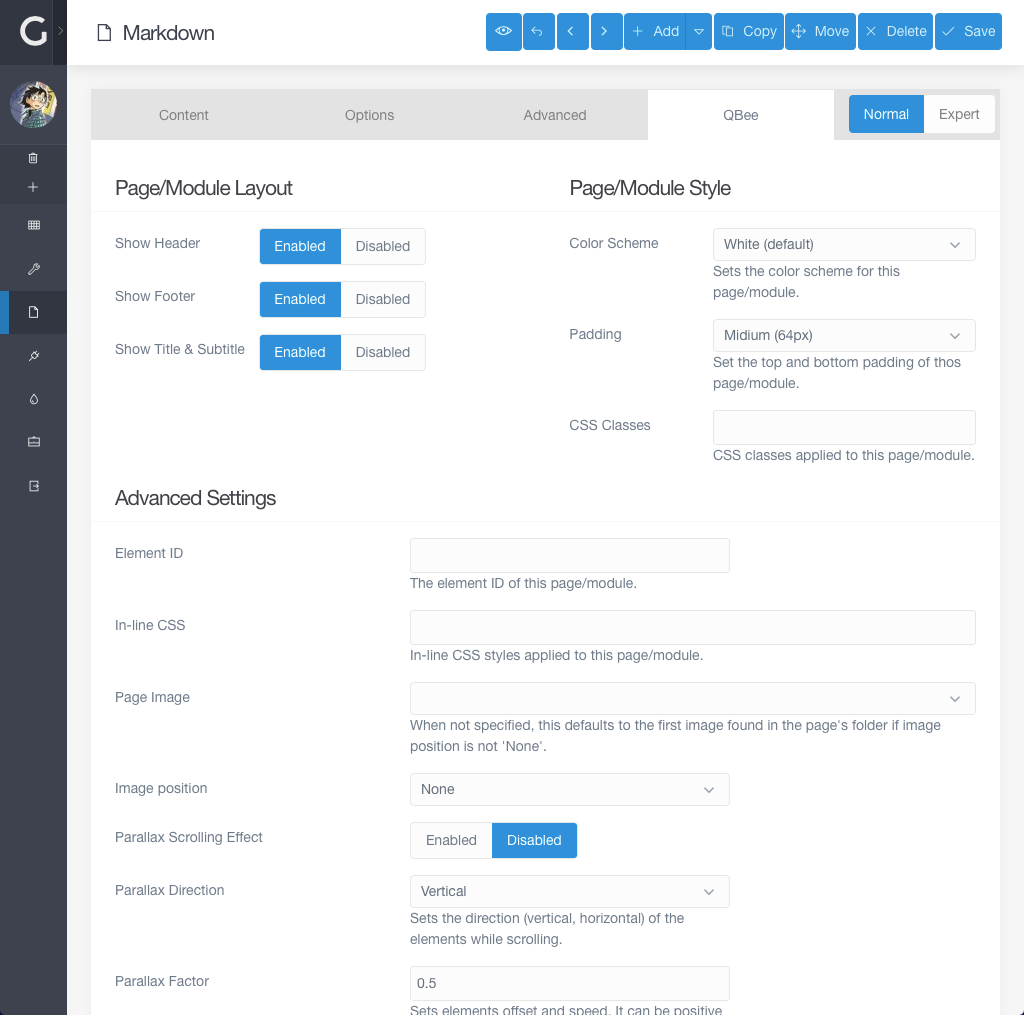 Markdown
Add
Copy
Move
Delete
Save
Content
Options
Advanced
QBee
Normal
Expert
Page/Module Layout
Show Header
Enabled
Disabled
Show Footer
Enabled
Disabled
Show Title & Subtitle
Enabled
Disabled
Page/Module Style
Color Scheme
White (default)
Sets the color scheme for this
page/module.
Padding
Midium (64px)
Set the top and bottom padding of thos
page/module.
CSS Classes
CSS classes applied to this page/module.
Advanced Settings
Element ID
The element ID of this page/module.
In-line CSS
In-line CSS styles applied to this page/module.
Page Image
When not specified, this defaults to the first image found in the page's folder if image
position is not 'None'.
Image position
None
Parallax Scrolling Effect
Enabled
Disabled
Parallax Direction
Vertical
Sets the direction (vertical, horizontal) of the
elements while scrolling.
Parallax Factor
0.5
Sets elements offset and speed. It can be positive